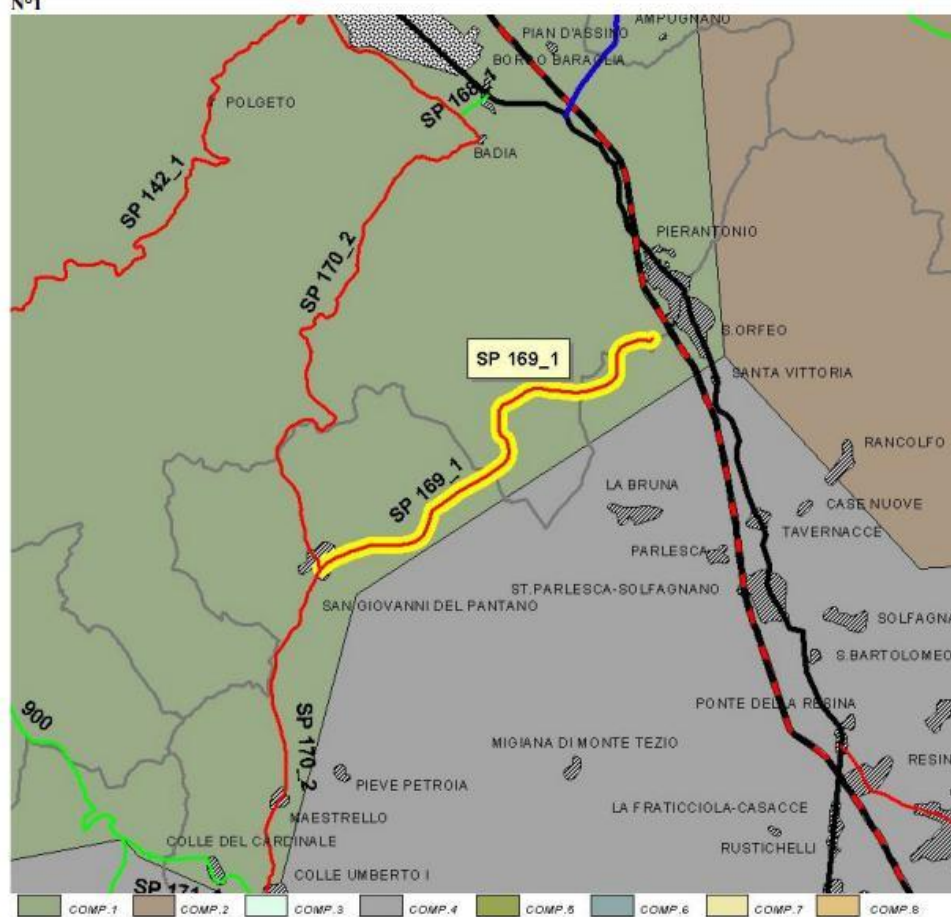 N°1
AMPUGNANO
PIAN D'ASSINO
BORGO BARAGLIA
POLGETO
SP 168_1
BADIA
SP 142_1
SP 170_2
PIERANTONIO
S.ORFEO
SP 169_1
SANTA VITTORIA
RANCOLFO
SP 169_1
LA BRUNA
CASE NUOVE
TAVERNACCE
PARLESCA
ST.PARLESCA-SOLFAGNANO
SAN GIOVANNI DEL PANTANO
SOLFAGNA
S.BARTOLOMEO
PONTE DELLA RESINA
900
SP 170_2
MIGIANA DI MONTE TEZIO
RESIN
PIEVE PETROIA
LA FRATICCIOLA-CASACCE
MAESTRELLO
RUSTICHELLI
COLLE DEL CARDINALE
COLLE UMBERTO I
COMP.1 COMP.2 COMP.3 COMP.4 COMP.5 COMP.6 COMP.7 COMP.8